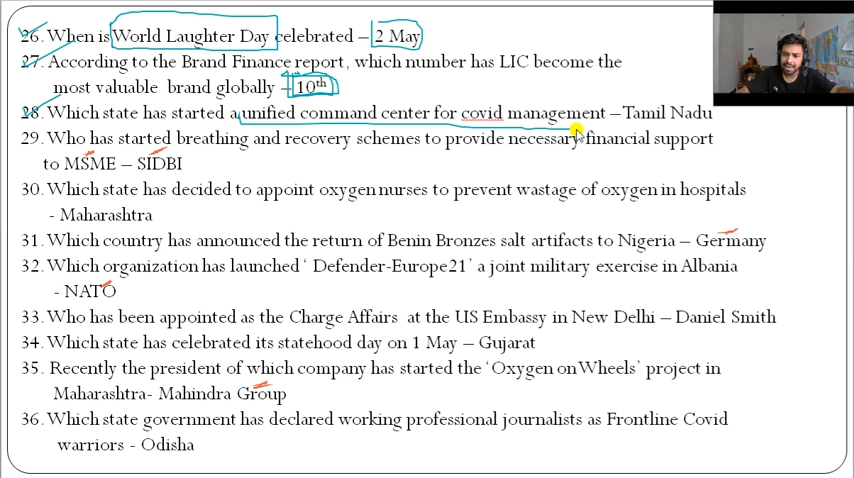 26. When is World Laughter Day celebrated – 2 May
27. According to the Brand Finance report, which number has LIC become the
most valuable brand globally – 10th
28. Which state has started a unified command center for covid management – Tamil Nadu
29. Who has started breathing and recovery schemes to provide necessary financial support
to MSME – SIDBI
30. Which state has decided to appoint oxygen nurses to prevent wastage of oxygen in hospitals
- Maharashtra
31. Which country has announced the return of Benin Bronzes salt artifacts to Nigeria – Germany
32. Which organization has launched ' Defender-Europe21' a joint military exercise in Albania
- NATO
33. Who has been appointed as the Charge Affairs at the US Embassy in New Delhi – Daniel Smith
34. Which state has celebrated its statehood day on 1 May – Gujarat
35. Recently the president of which company has started the 'Oxygen on Wheels' project in
Maharashtra- Mahindra Group
36. Which state government has declared working professional journalists as Frontline Covid
warriors - Odisha